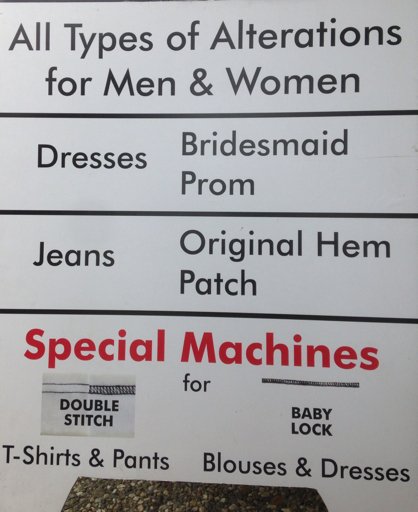 All Types of Alterations
for Men & Women
Dresses
Bridesmaid
Prom
Jeans
Original Hem
Patch
Special Machines
for
DOUBLE
STITCH
BABY
LOCK
T-Shirts & Pants
Blouses & Dresses